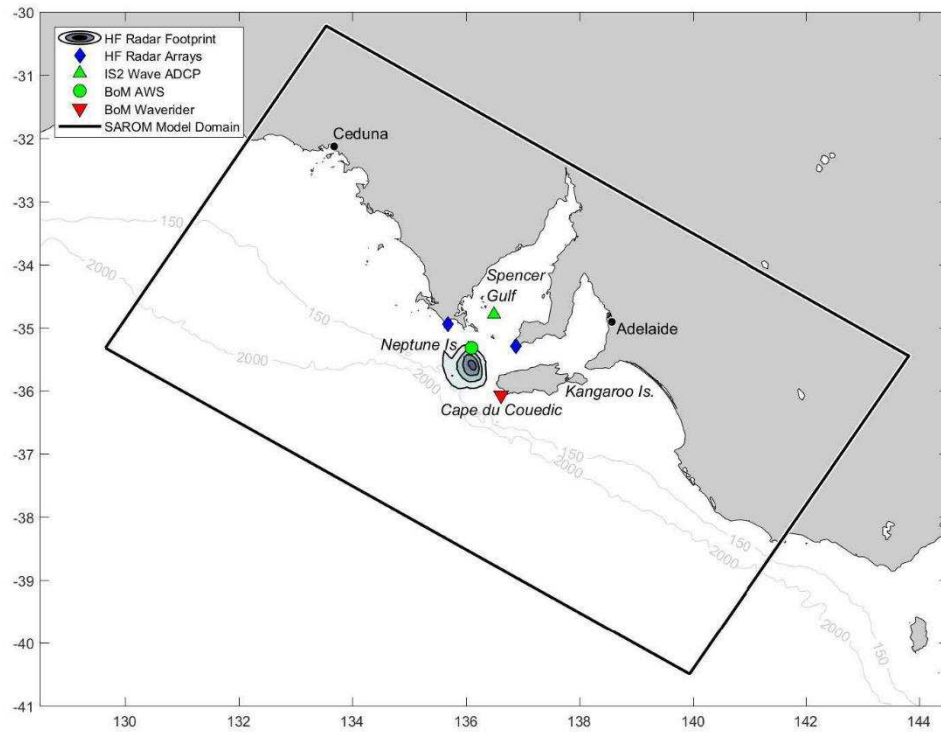 -30
-31
-32
-33
-34
-35
-36
-37
-38
-39
-40
-41
130
132
134
136
138
140
142
144
HF Radar Footprint
HF Radar Arrays
IS2 Wave ADCP
BoM AWS
BoM Waverider
SAROM Model Domain
Ceduna
150
2000
150
2000
Spencer
Gulf
Neptune Is.
Adelaide
2000
Kangaroo Is.
Cape du Couedic
150
2000
150
2000
150
2000